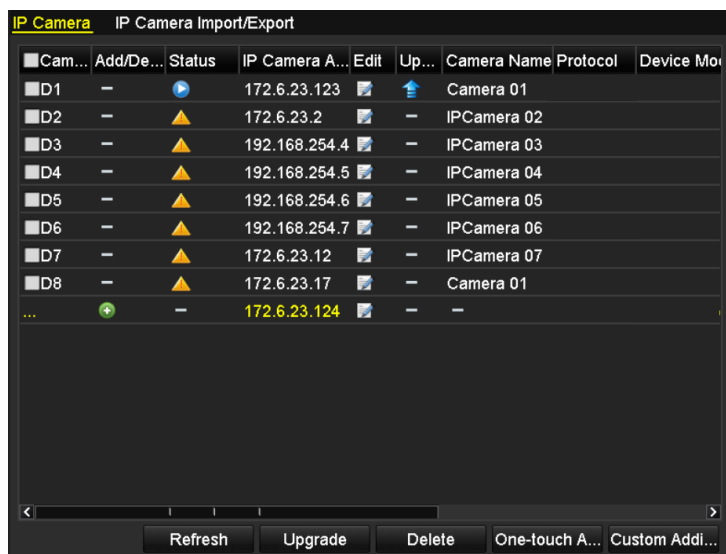 IP Camera IP Camera Import/Export
Cam... Add/De... Status IP Camera A... Edit Up... Camera Name Protocol Device Mo
D1 – 172.6.23.123 Camera 01
D2 – 172.6.23.2 – IPCamera 02
D3 – 192.168.254.4 – IPCamera 03
D4 – 192.168.254.5 – IPCamera 04
D5 – 192.168.254.6 – IPCamera 05
D6 – 192.168.254.7 – IPCamera 06
D7 – 172.6.23.12 – IPCamera 07
D8 – 172.6.23.17 – Camera 01
... – 172.6.23.124 – –
Refresh Upgrade Delete One-touch A... Custom Addi...